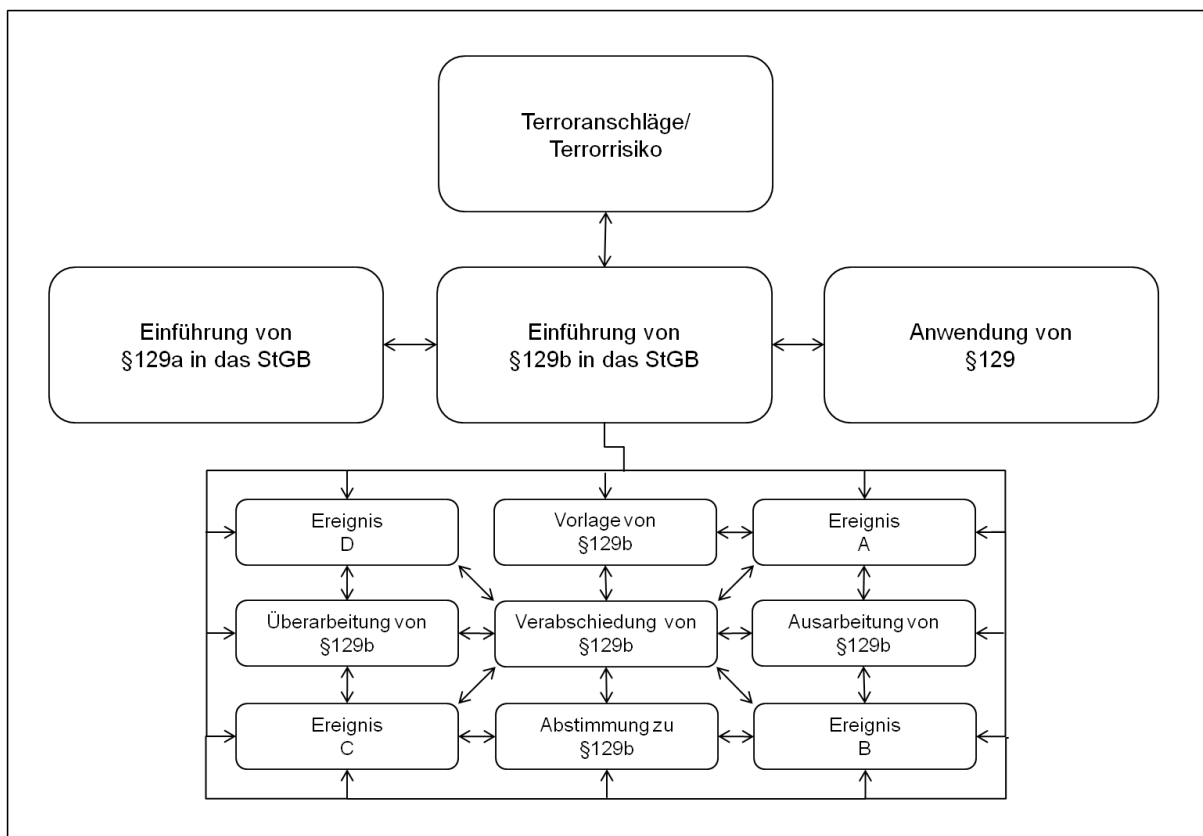 Terroranschläge/
Terrorrisiko
Einführung von
§129a in das StGB
Einführung von
§129b in das StGB
Anwendung von
§129
Ereignis
D
Vorlage von
§129b
Ereignis
A
Überarbeitung von
§129b
Verabschiedung von
§129b
Ausarbeitung von
§129b
Ereignis
C
Abstimmung zu
§129b
Ereignis
B